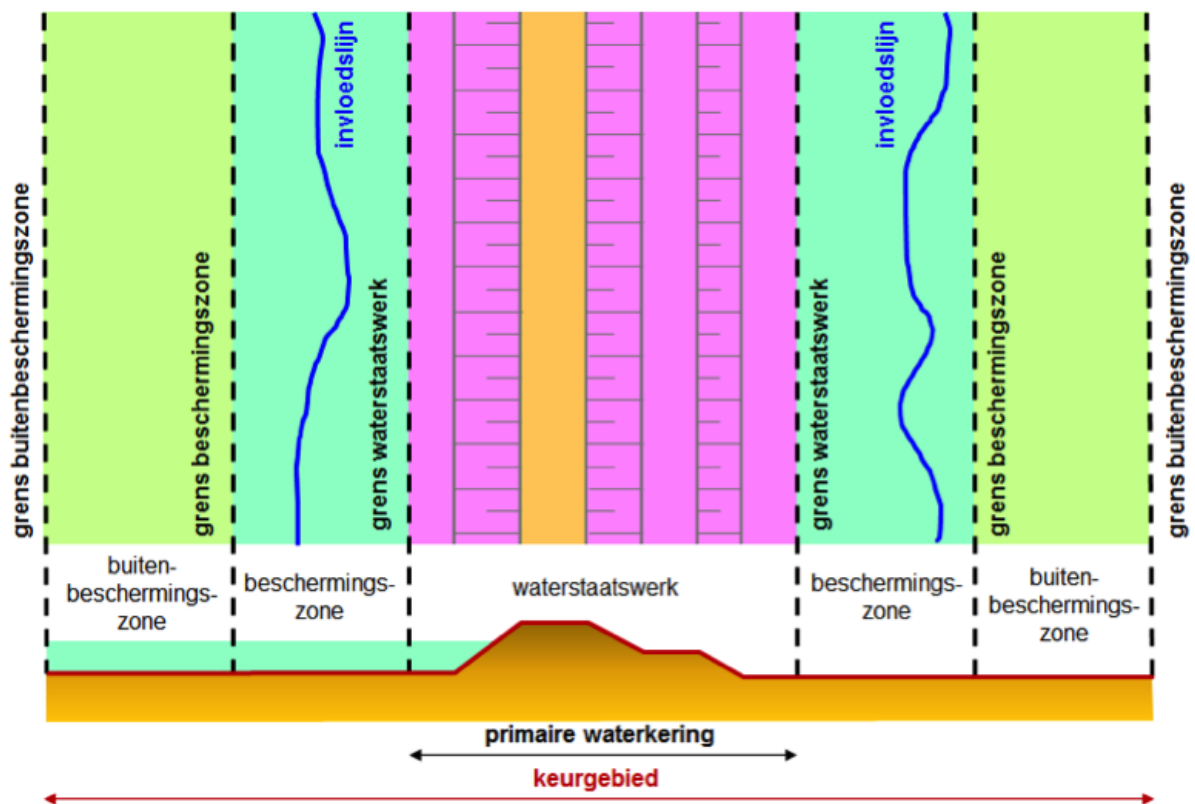 grens buitenbeschermingszone
grens beschermingszone
invloedslijn
grens waterstaatswerk
invloedslijn
grens waterstaatswerk
grens beschermingszone
grens buitenbeschermingszone
buiten-
beschermings-
zone
beschermings-
zone
waterstaatswerk
beschermings-
zone
buiten-
beschermings-
zone
primaire waterkering
keurgebied